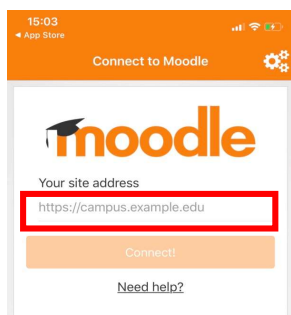 15:03
◀ App Store
Connect to Moodle
moodle
Your site address
https://campus.example.edu
Connect!
Need help?